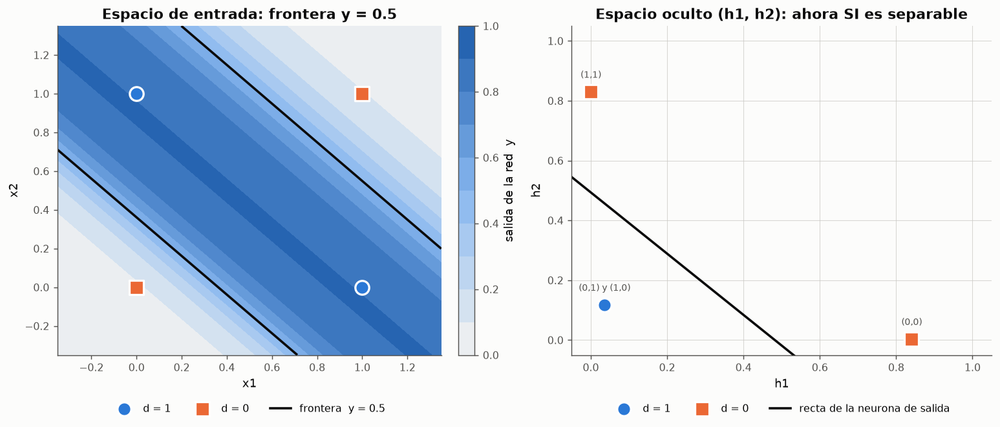 Espacio de entrada: frontera y = 0.5
1.2
1.0
0.8
0.6
0.4
0.2
0.0
−0.2
x2
−0.2
0.0
0.2
0.4
0.6
0.8
1.0
1.2
x1
d = 1
d = 0
frontera  y = 0.5
1.0
0.8
0.6
0.4
0.2
0.0
salida de la red  y
Espacio oculto (h1, h2): ahora SI es separable
1.0
0.8
0.6
0.4
0.2
0.0
h2
(1,1)
(0,1) y (1,0)
(0,0)
0.0
0.2
0.4
0.6
0.8
1.0
h1
d = 1
d = 0
recta de la neurona de salida